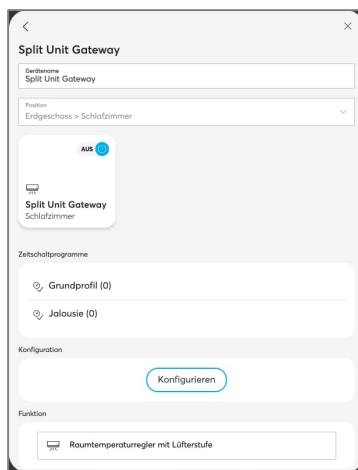 Split Unit Gateway
Gerätename
Split Unit Gateway
Position
Erdgeschoss > Schlafzimmer
AUS
Split Unit Gateway
Schlafzimmer
Zeitschaltprogramme
Grundprofil (0)
Jalousie (0)
Konfiguration
Konfigurieren
Funktion
Raumtemperaturregler mit Lüfterstufe